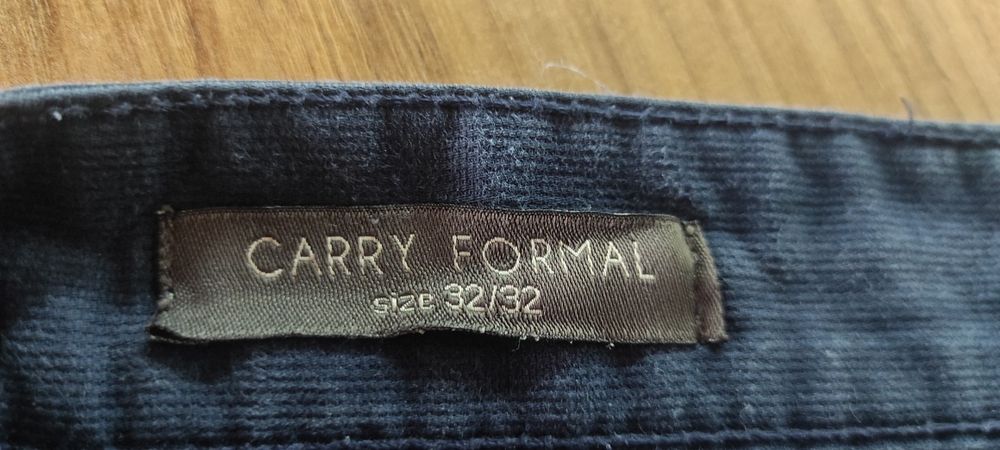 CARRY FORMAL
SIZE 32/32